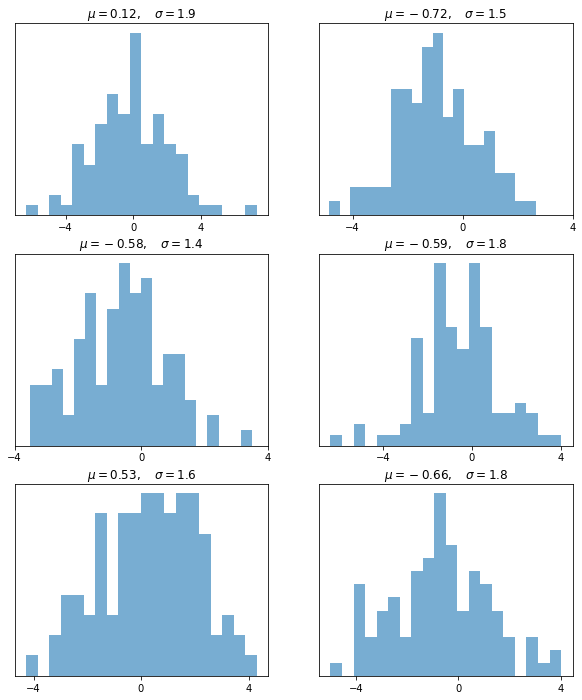 μ = 0.12, σ = 1.9
μ = −0.72, σ = 1.5
−4 0 4
−4 0 4
μ = −0.58, σ = 1.4
μ = −0.59, σ = 1.8
−4 0 4
−4 0 4
μ = 0.53, σ = 1.6
μ = −0.66, σ = 1.8
−4 0 4
−4 0 4